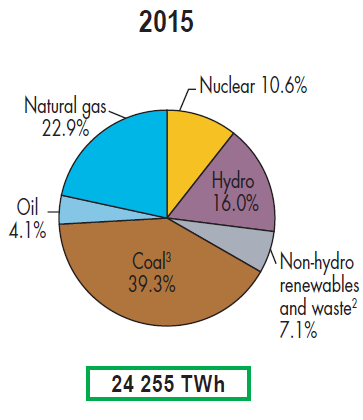 2015
Nuclear 10.6%
Natural gas
22.9%
Hydro
16.0%
Oil
4.1%
Coal³
39.3%
Non-hydro
renewables
and waste²
7.1%
24 255 TWh